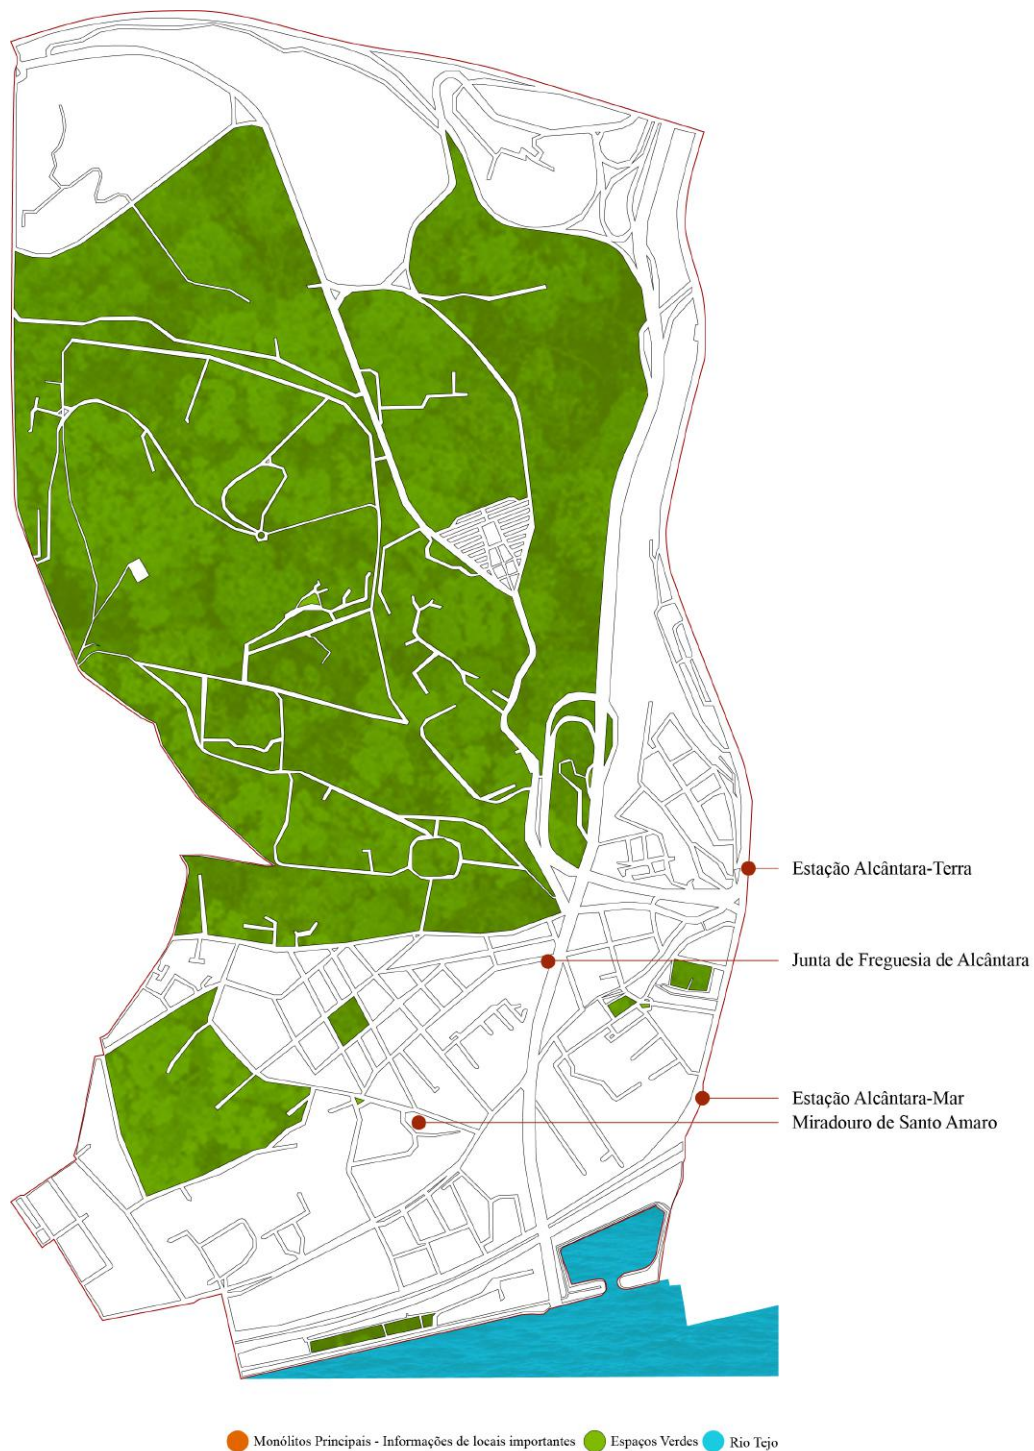 Estação Alcântara-Terra
Junta de Freguesia de Alcântara
Estação Alcântara-Mar
Miradouro de Santo Amaro
Monólitos Principais - Informações de locais importantes
Espaços Verdes
Rio Tejo